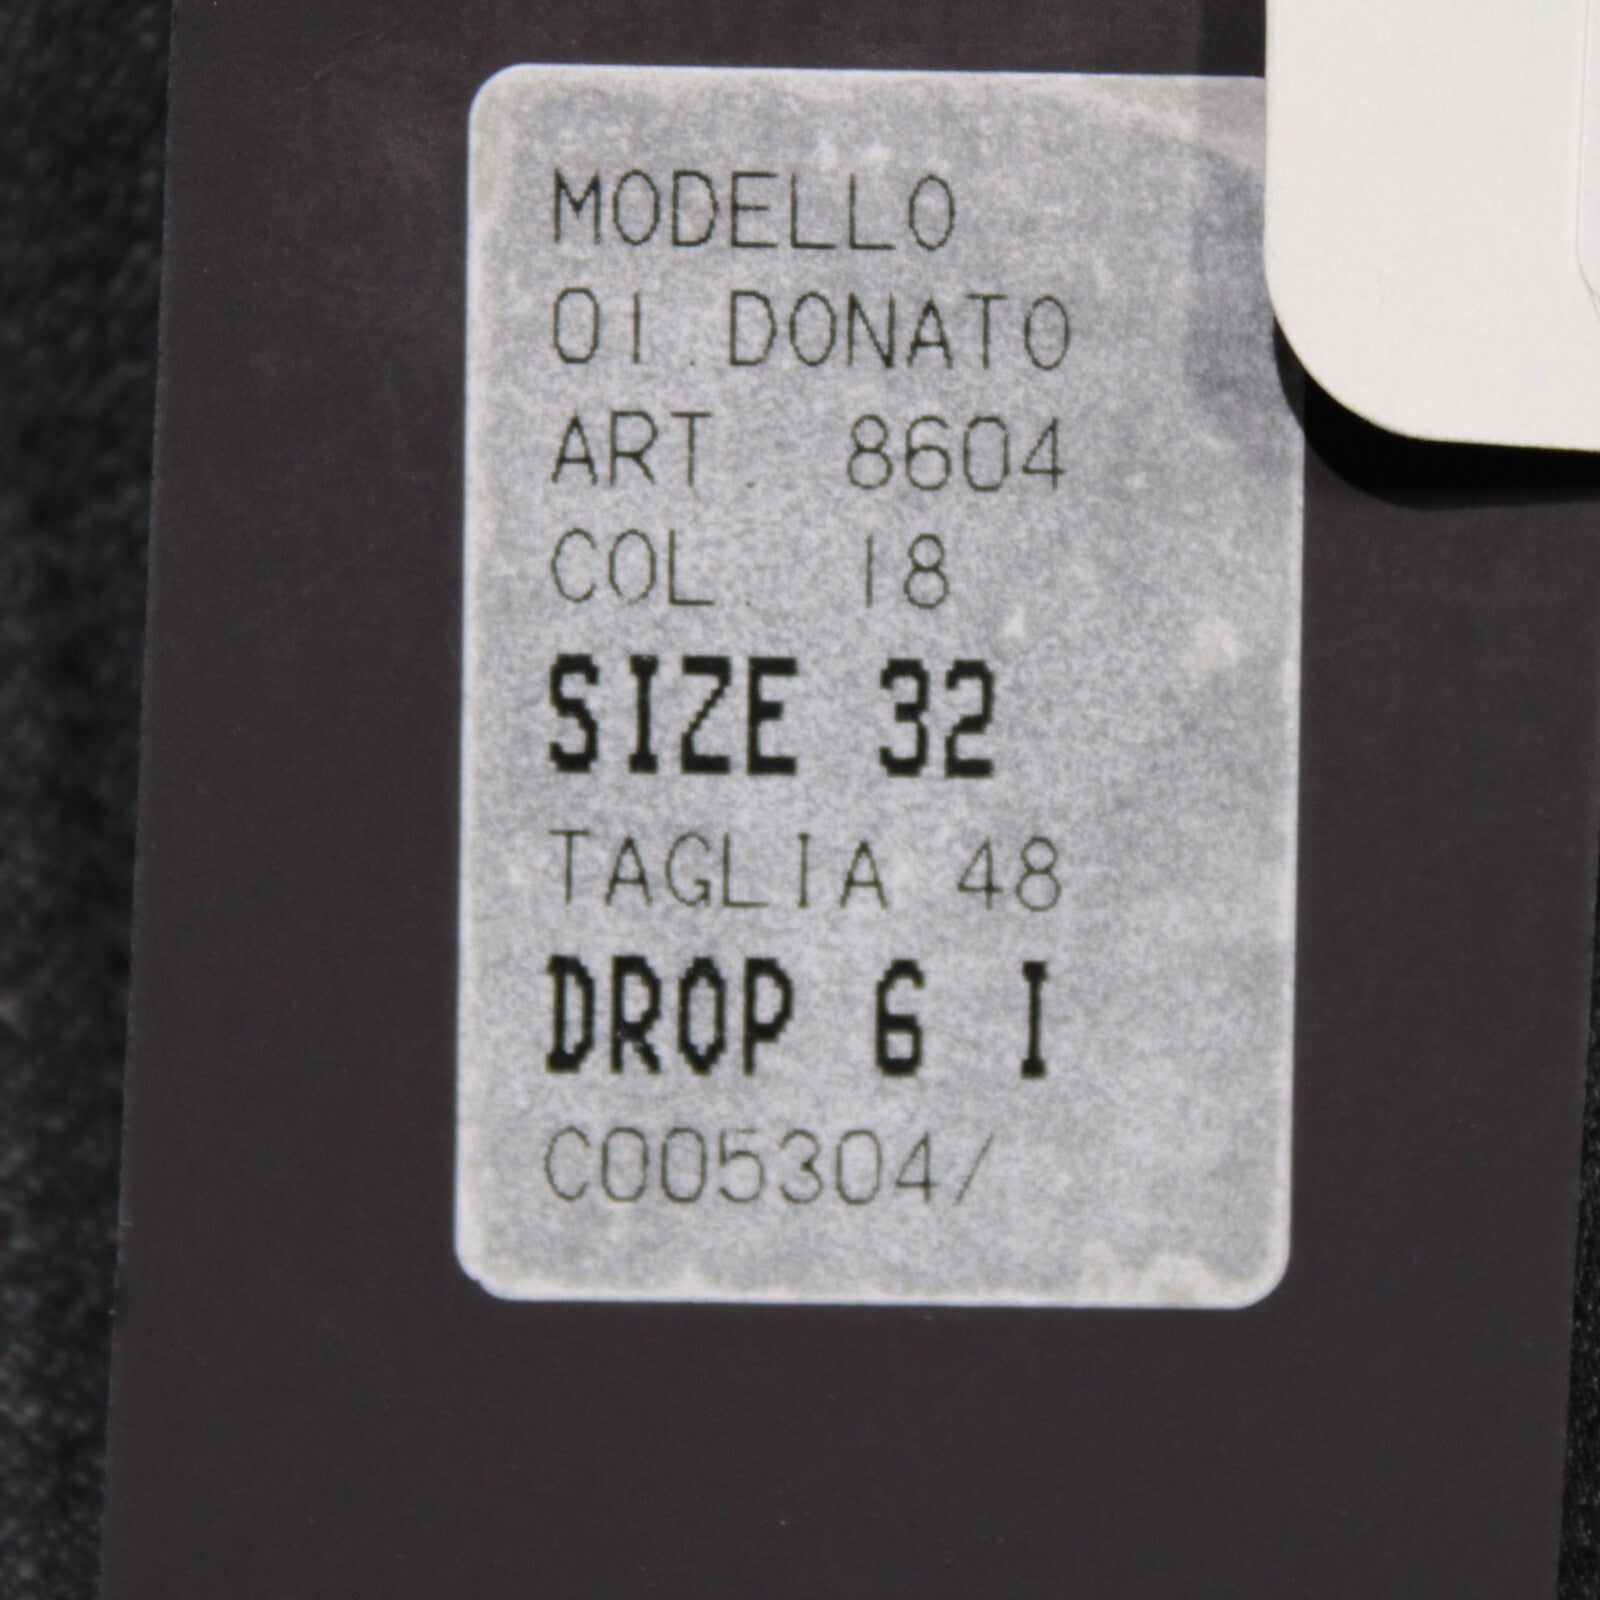 MODELLO
01.DONATO
ART. 8604
COL. 18
SIZE 32
TAGLIA 48
DROP 6 I
C005304/